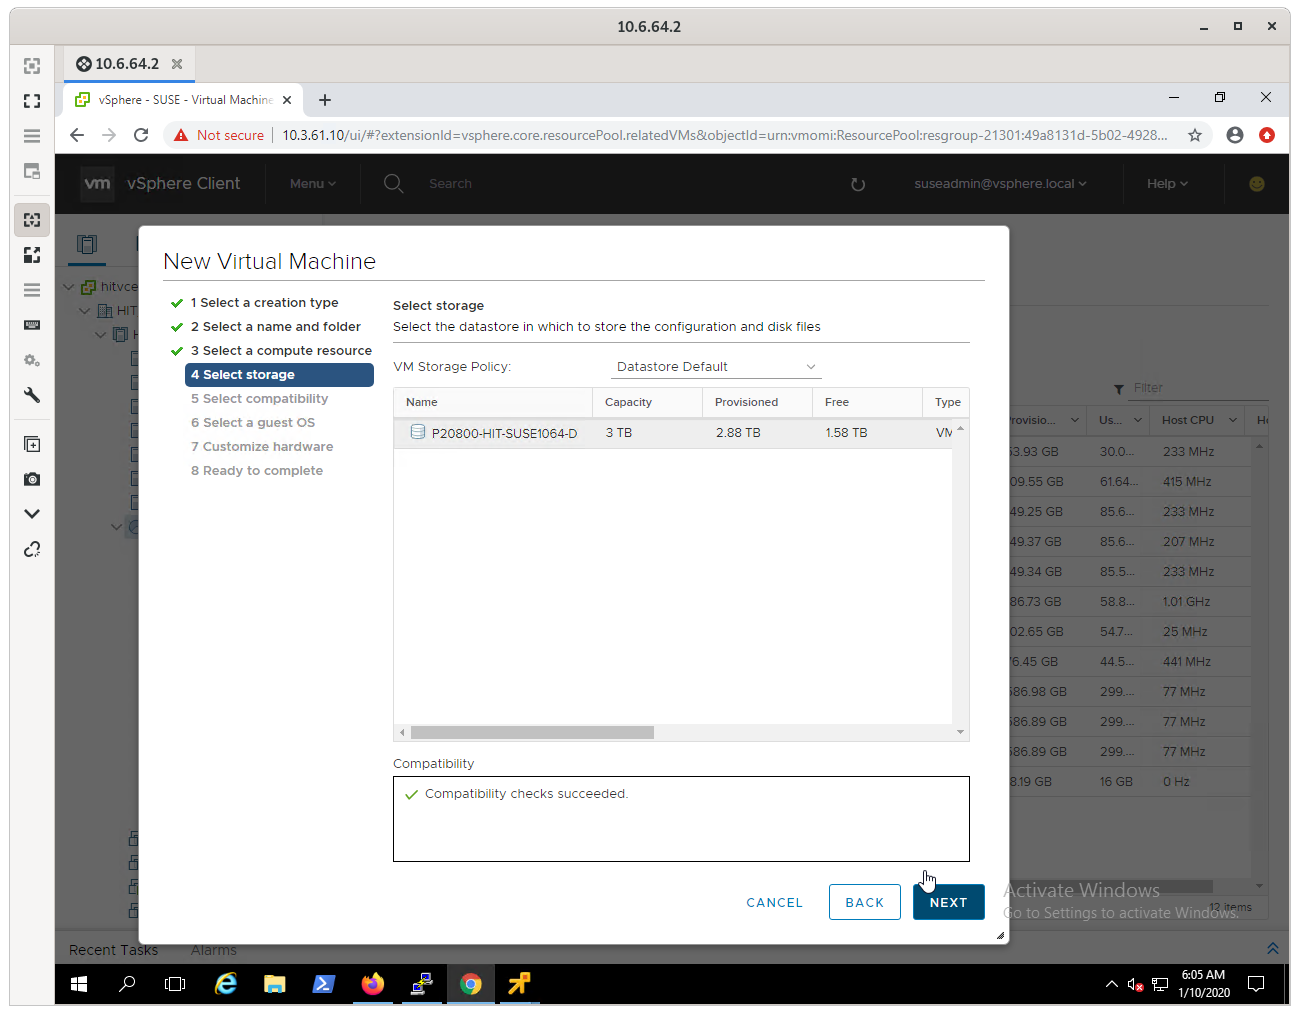 10.6.64.2
10.6.64.2
vSphere - SUSE - Virtual Machine
Not secure
10.3.61.10/ui/#?extensionId=vsphere.core.resourcePool.relatedVMs&objectId=urn:vmomi:ResourcePool:resgroup-21301:49a8131d-5b02-4928...
vm vSphere Client Menu Search suseadmin@vsphere.local Help
hitvce
HIT
H
New Virtual Machine
1 Select a creation type
2 Select a name and folder
3 Select a compute resource
4 Select storage
5 Select compatibility
6 Select a guest OS
7 Customize hardware
8 Ready to complete
Select storage
Select the datastore in which to store the configuration and disk files
VM Storage Policy: Datastore Default
Name Capacity Provisioned Free Type
P20800-HIT-SUSE1064-D 3 TB 2.88 TB 1.58 TB VM
Compatibility
Compatibility checks succeeded.
CANCEL BACK NEXT
Filter
Provisio... Us... Host CPU He
53.93 GB 30.0... 233 MHz
09.55 GB 61.64... 415 MHz
49.25 GB 85.6... 233 MHz
49.37 GB 85.6... 207 MHz
49.34 GB 85.5... 233 MHz
86.73 GB 58.8... 1.01 GHz
02.65 GB 54.7... 25 MHz
76.45 GB 44.5... 441 MHz
586.98 GB 299.... 77 MHz
586.89 GB 299.... 77 MHz
586.89 GB 299.... 77 MHz
8.19 GB 16 GB 0 Hz
12 items
Activate Windows
Go to Settings to activate Windows.
Recent Tasks Alarms
6:05 AM
1/10/2020